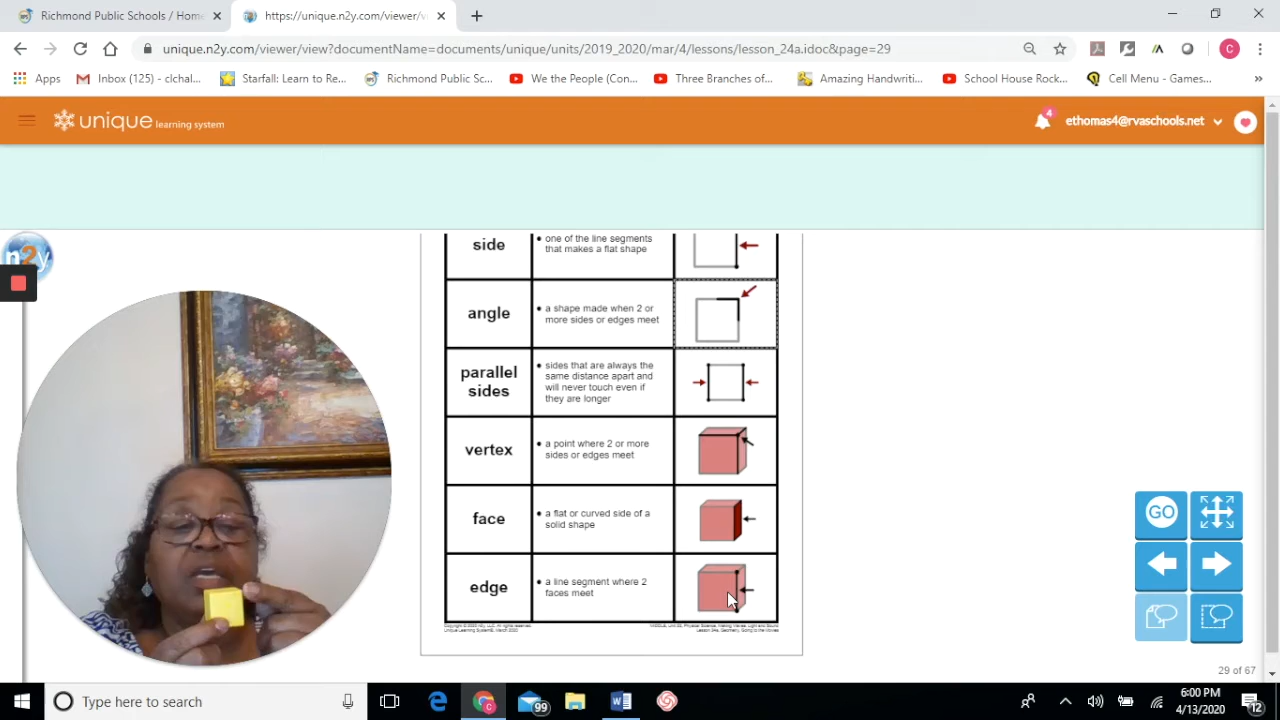 Richmond Public Schools / Home
https://unique.n2y.com/viewer/v
unique.n2y.com/viewer/view?documentName=documents/unique/units/2019_2020/mar/4/lessons/lesson_24a.idoc&page=29
C
Apps
Inbox (125) - clchal...
Starfall: Learn to Re...
Richmond Public Sc...
We the People (Con...
Three Branches of...
Amazing Handwriti...
School House Rock...
Cell Menu - Games...
»
unique learning system
4
ethomas4@rvaschools.net
n2y
side
• one of the line segments
that makes a flat shape
angle
• a shape made when 2 or
more sides or edges meet
parallel
sides
• sides that are always the
same distance apart and
will never touch even if
they are longer
vertex
• a point where 2 or more
sides or edges meet
face
• a flat or curved side of a
solid shape
edge
• a line segment where 2
faces meet
GO
29 of 67
Type here to search
99
6:00 PM
4/13/2020
12